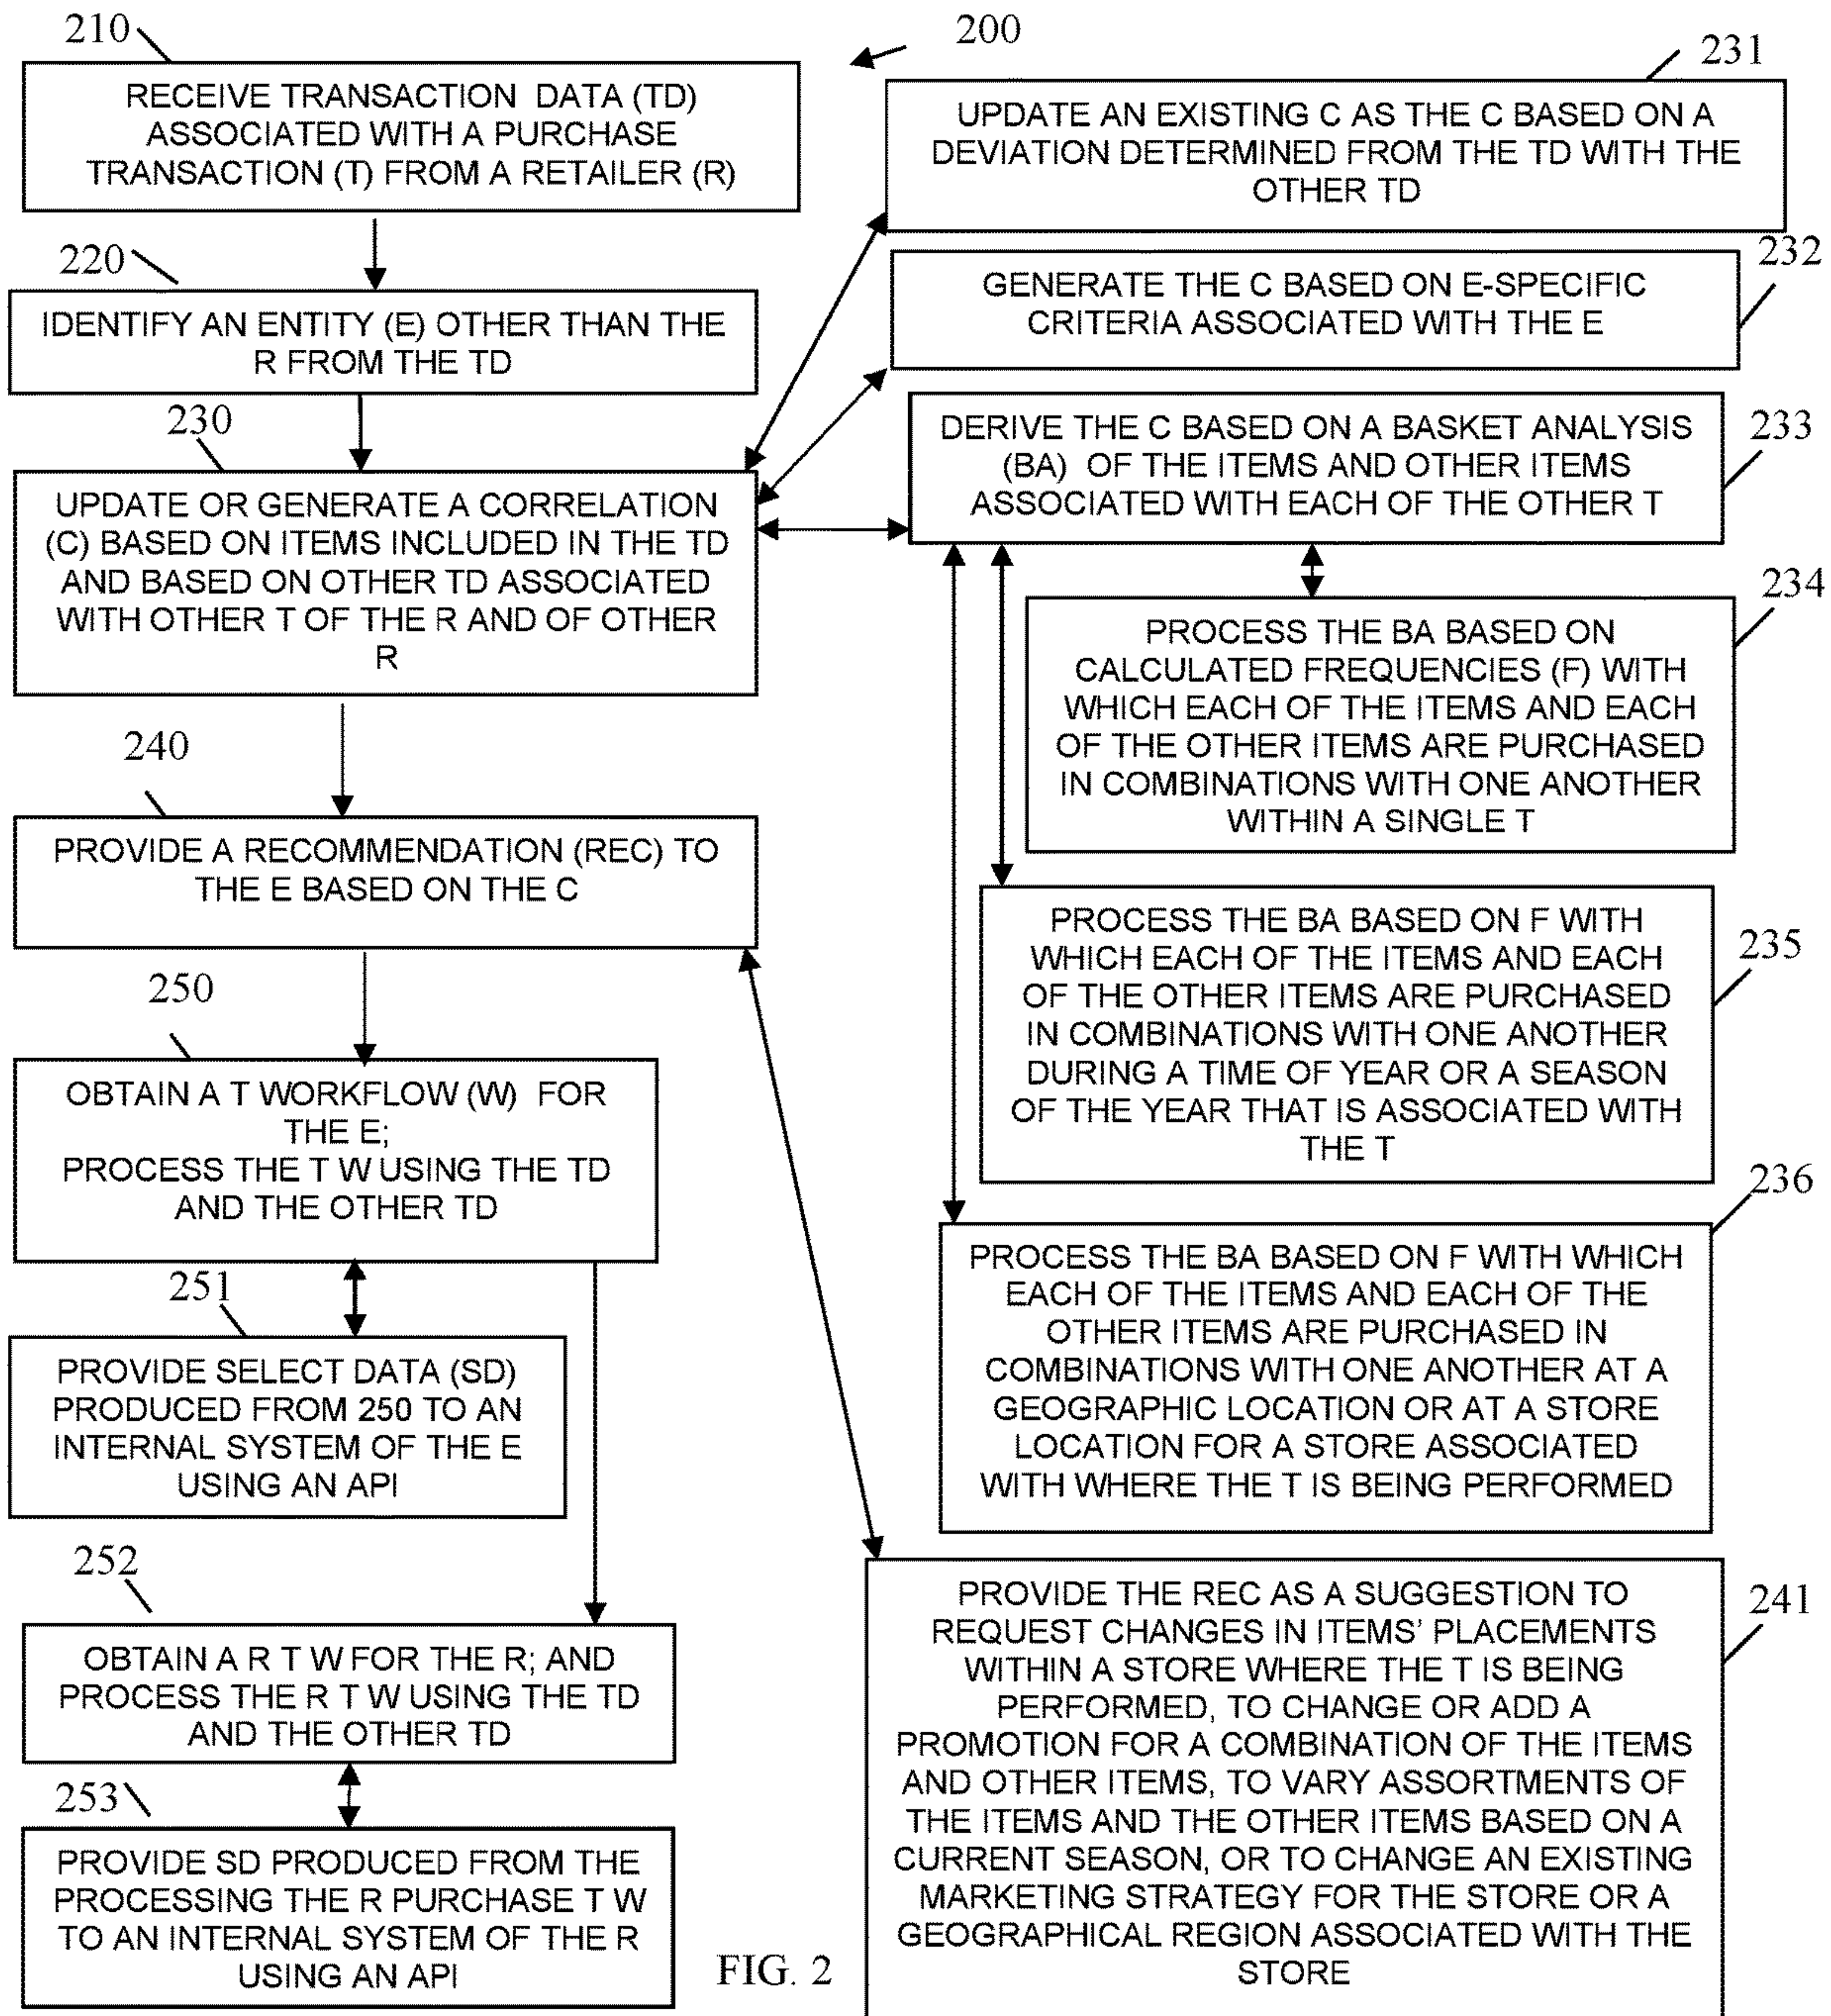 200
210
RECEIVE TRANSACTION DATA (TD)
ASSOCIATED WITH A PURCHASE
TRANSACTION (T) FROM A RETAILER (R)
220
IDENTIFY AN ENTITY (E) OTHER THAN THE
R FROM THE TD
230
UPDATE OR GENERATE A CORRELATION
(C) BASED ON ITEMS INCLUDED IN THE TD
AND BASED ON OTHER TD ASSOCIATED
WITH OTHER T OF THE R AND OF OTHER
R
231
UPDATE AN EXISTING C AS THE C BASED ON A
DEVIATION DETERMINED FROM THE TD WITH THE
OTHER TD
232
GENERATE THE C BASED ON E-SPECIFIC
CRITERIA ASSOCIATED WITH THE E
233
DERIVE THE C BASED ON A BASKET ANALYSIS
(BA) OF THE ITEMS AND OTHER ITEMS
ASSOCIATED WITH EACH OF THE OTHER T
234
PROCESS THE BA BASED ON
CALCULATED FREQUENCIES (F) WITH
WHICH EACH OF THE ITEMS AND EACH
OF THE OTHER ITEMS ARE PURCHASED
IN COMBINATIONS WITH ONE ANOTHER
WITHIN A SINGLE T
235
PROCESS THE BA BASED ON F WITH
WHICH EACH OF THE ITEMS AND EACH
OF THE OTHER ITEMS ARE PURCHASED
IN COMBINATIONS WITH ONE ANOTHER
DURING A TIME OF YEAR OR A SEASON
OF THE YEAR THAT IS ASSOCIATED WITH
THE T
236
PROCESS THE BA BASED ON F WITH WHICH
EACH OF THE ITEMS AND EACH OF THE
OTHER ITEMS ARE PURCHASED IN
COMBINATIONS WITH ONE ANOTHER AT A
GEOGRAPHIC LOCATION OR AT A STORE
LOCATION FOR A STORE ASSOCIATED
WITH WHERE THE T IS BEING PERFORMED
240
PROVIDE A RECOMMENDATION (REC) TO
THE E BASED ON THE C
241
PROVIDE THE REC AS A SUGGESTION TO
REQUEST CHANGES IN ITEMS' PLACEMENTS
WITHIN A STORE WHERE THE T IS BEING
PERFORMED, TO CHANGE OR ADD A
PROMOTION FOR A COMBINATION OF THE ITEMS
AND OTHER ITEMS, TO VARY ASSORTMENTS OF
THE ITEMS AND THE OTHER ITEMS BASED ON A
CURRENT SEASON, OR TO CHANGE AN EXISTING
MARKETING STRATEGY FOR THE STORE OR A
GEOGRAPHICAL REGION ASSOCIATED WITH THE
STORE
250
OBTAIN A T WORKFLOW (W) FOR
THE E;
PROCESS THE T W USING THE TD
AND THE OTHER TD
251
PROVIDE SELECT DATA (SD)
PRODUCED FROM 250 TO AN
INTERNAL SYSTEM OF THE E
USING AN API
252
OBTAIN A R T W FOR THE R; AND
PROCESS THE R T W USING THE TD
AND THE OTHER TD
253
PROVIDE SD PRODUCED FROM THE
PROCESSING THE R PURCHASE T W
TO AN INTERNAL SYSTEM OF THE R
USING AN API
FIG. 2